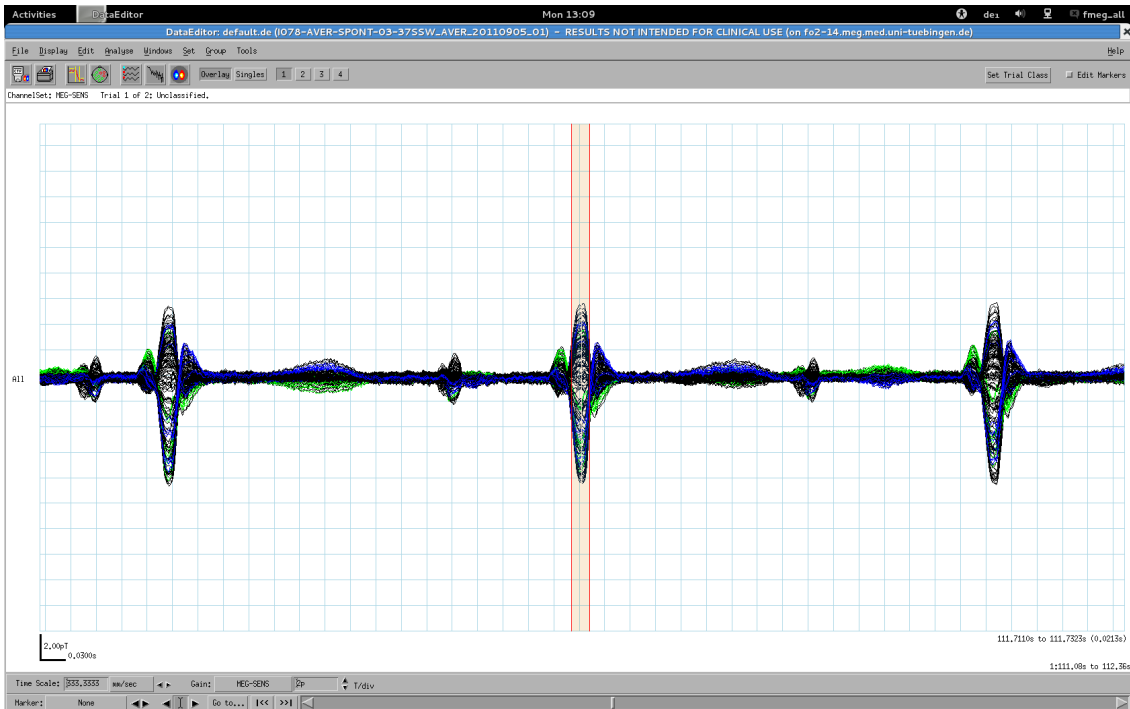 Activities DataEditor Mon 13:09 de1 fmeg_all
DataEditor: default.de (IO78-AVER-SPONT-03-37SSW_AVER_20110905_01) - RESULTS NOT INTENDED FOR CLINICAL USE (on fo2-14.meg.med.uni-tuebingen.de)
File Display Edit Analyse Windows Set Group Tools Help
Overlay Singles 1 2 3 4 Set Trial Class Edit Markers
ChannelSet: MEG-SENS Trial 1 of 2; Unclassified.
All
2.00pT
0.0300s
111.7110s to 111.7323s (0.0213s)
1:111.08s to 112.36s
Time Scale: 333.3333 mm/sec Gain: MEG-SENS 2p T/div
Marker: None Go to... |<< >>|